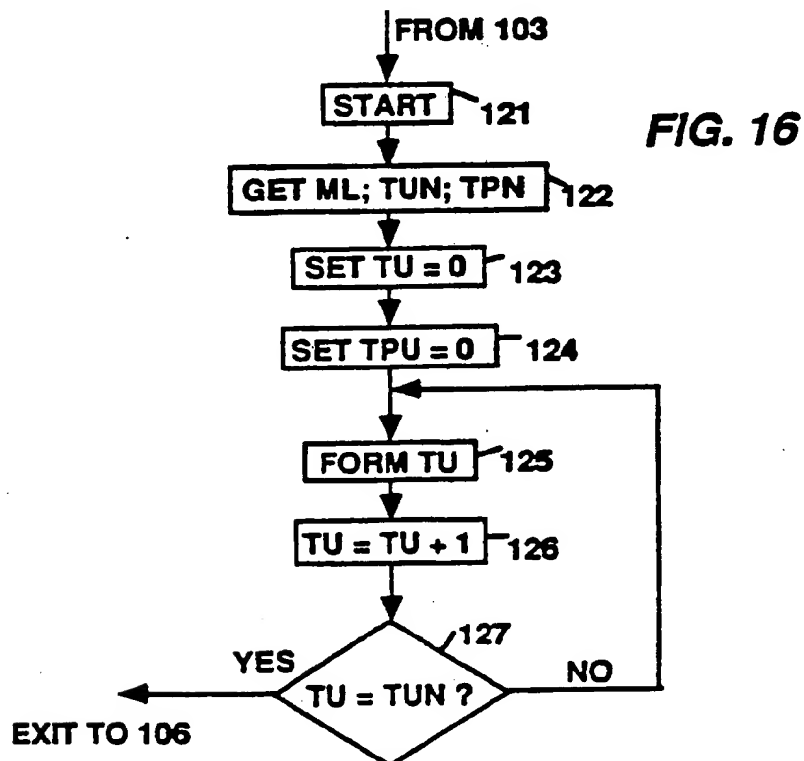 FROM 103
START
121
FIG. 16
GET ML; TUN; TPN
122
SET TU = 0
123
SET TPU = 0
124
FORM TU
125
TU = TU + 1
126
127
YES
NO
TU = TUN ?
EXIT TO 106